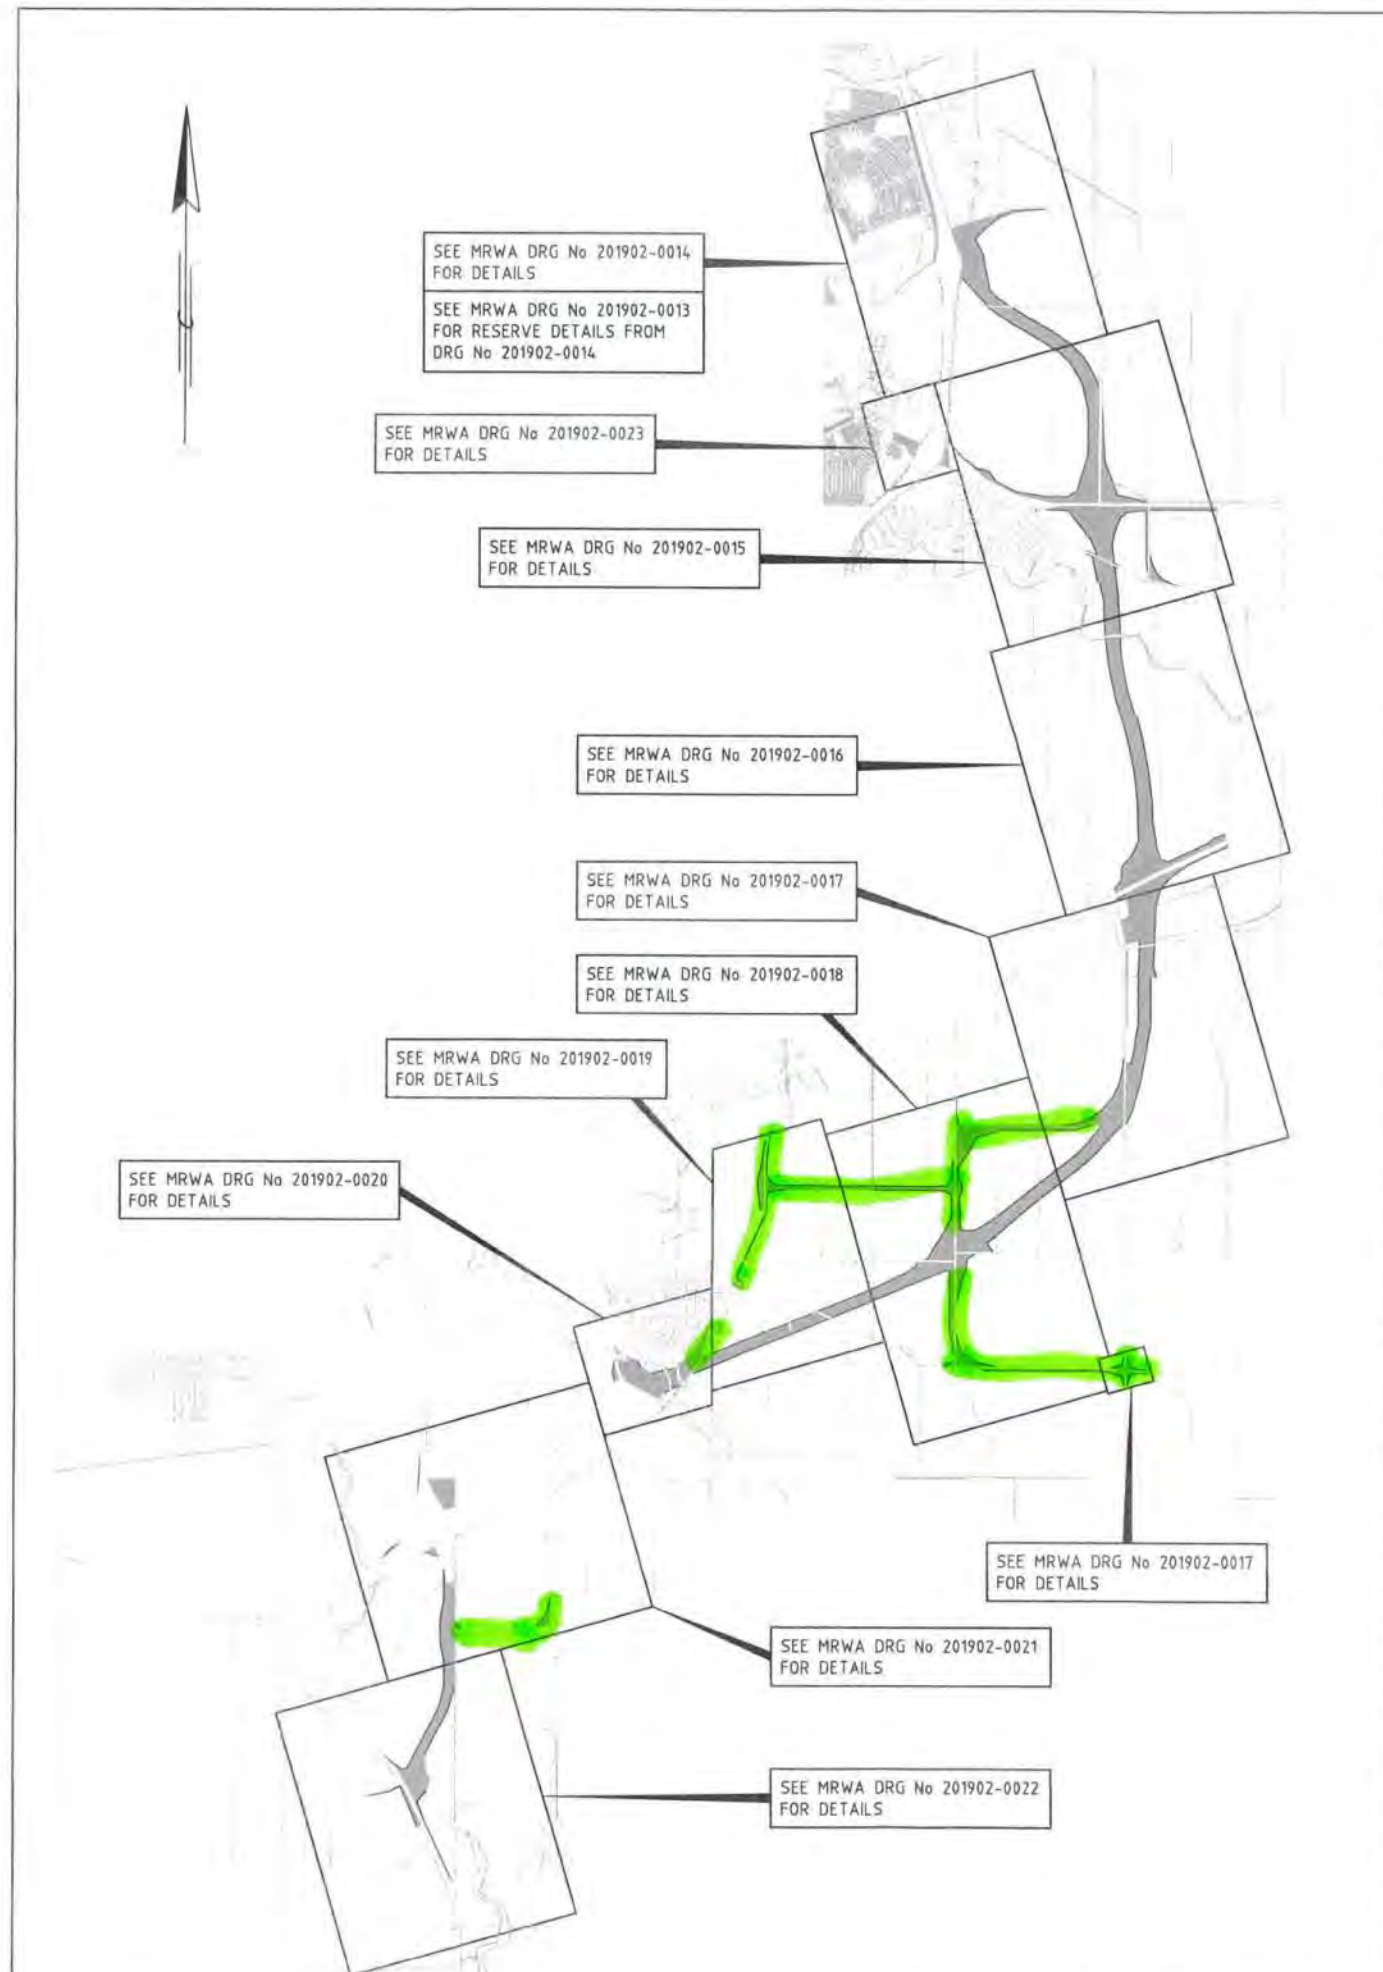 SEE MRWA DRG No 201902-0014
FOR DETAILS
SEE MRWA DRG No 201902-0013
FOR RESERVE DETAILS FROM
DRG No 201902-0014
SEE MRWA DRG No 201902-0023
FOR DETAILS
SEE MRWA DRG No 201902-0015
FOR DETAILS
SEE MRWA DRG No 201902-0016
FOR DETAILS
SEE MRWA DRG No 201902-0017
FOR DETAILS
SEE MRWA DRG No 201902-0018
FOR DETAILS
SEE MRWA DRG No 201902-0019
FOR DETAILS
SEE MRWA DRG No 201902-0020
FOR DETAILS
SEE MRWA DRG No 201902-0017
FOR DETAILS
SEE MRWA DRG No 201902-0021
FOR DETAILS
SEE MRWA DRG No 201902-0022
FOR DETAILS